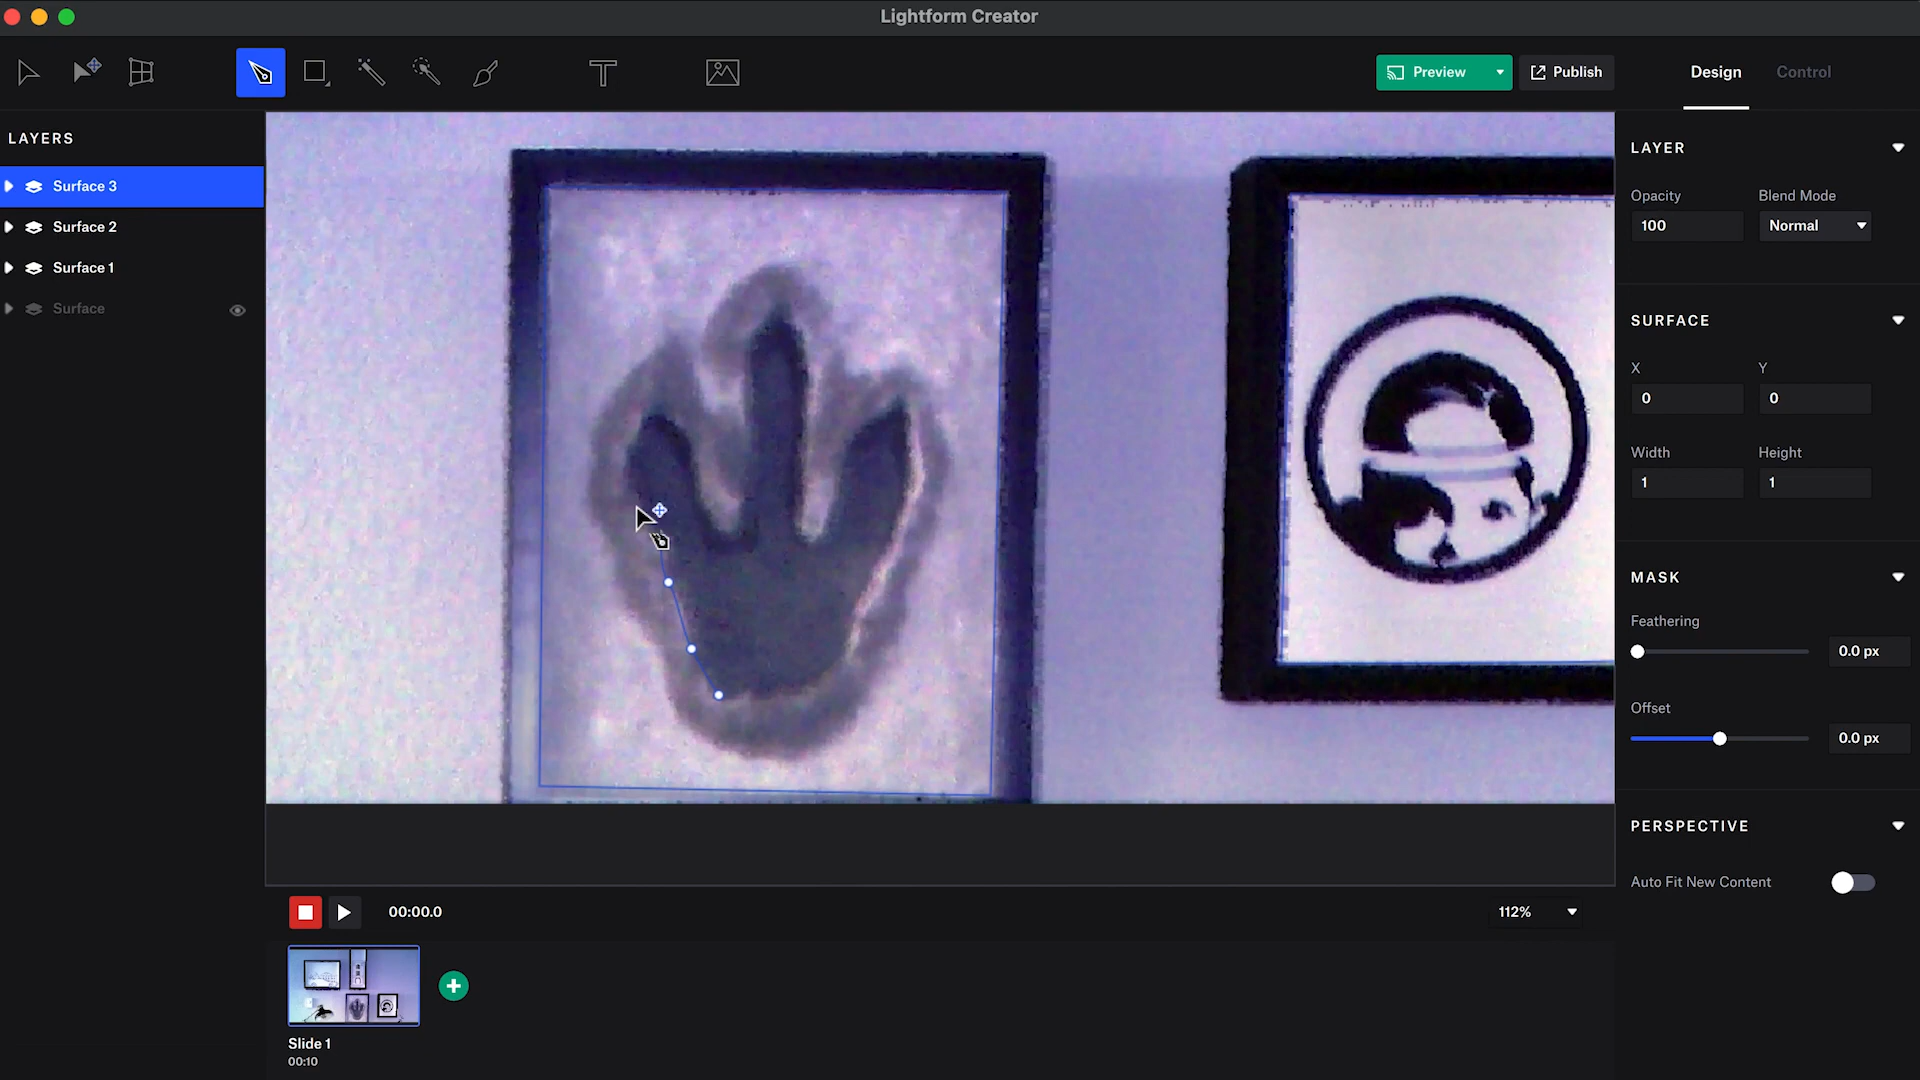 Lightform Creator
Preview
Publish
Design
Control
LAYERS
Surface 3
Surface 2
Surface 1
Surface
LAYER
Opacity
Blend Mode
100
Normal
SURFACE
X
Y
0
0
Width
Height
1
1
MASK
Feathering
0.0 px
Offset
0.0 px
PERSPECTIVE
Auto Fit New Content
00:00.0
112%
Slide 1
00:10